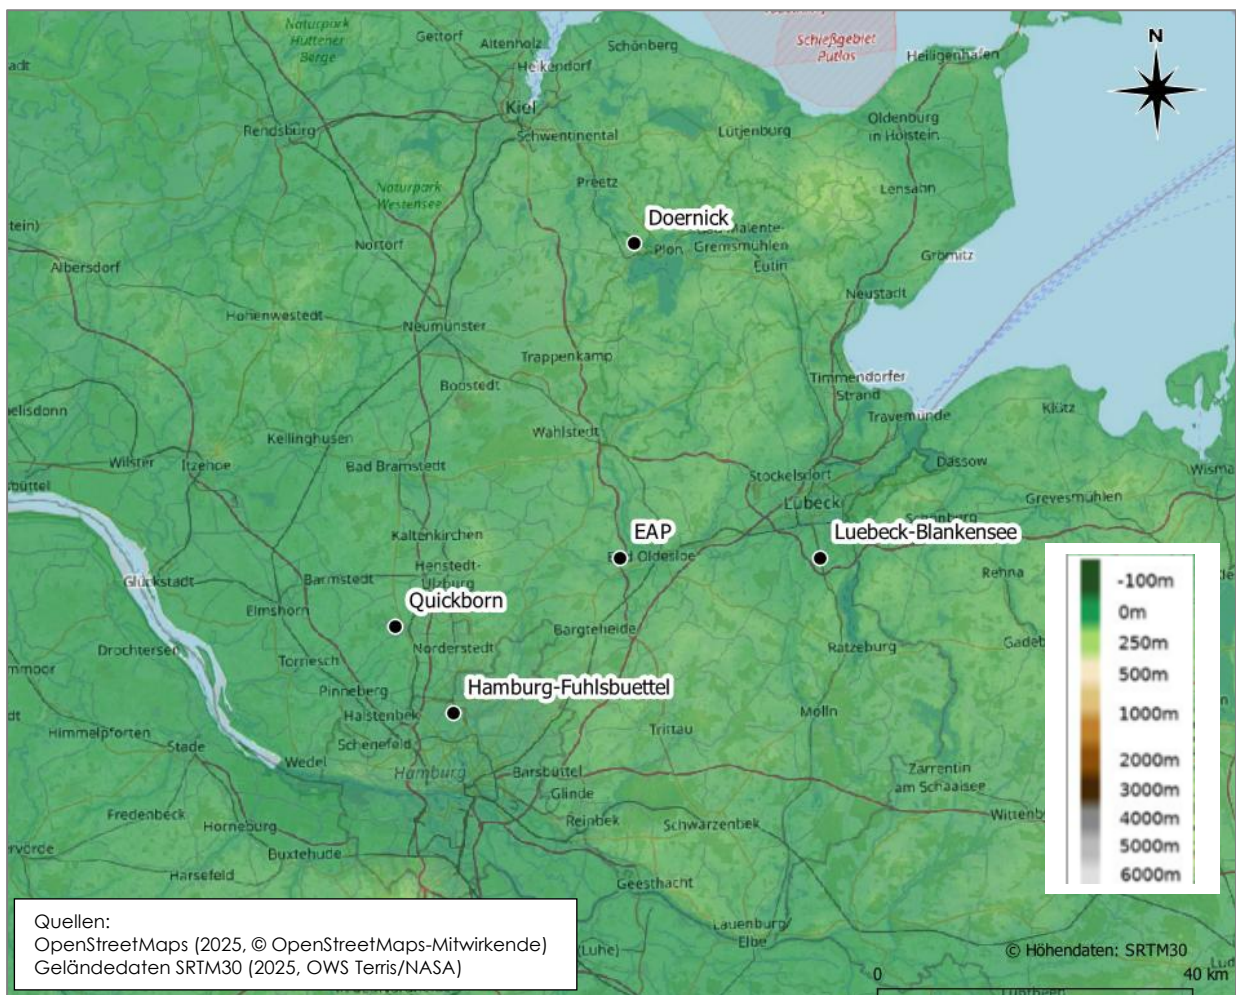 Naturpark
Hüttener
Berge
Gettorf
Altenholz
Heikendorf
Schönberg
Schießgebiet
Putlos
Heiligenhafen
N
Kiel
Rendsburg
Schwentinental
Lütjenburg
Oldenburg
in Holstein
Naturpark
Westensee
Preetz
Lensahn
Doernick
Nortorf
Plön
Bad Malente-
Gremsmühlen
Eutin
Grömitz
Albersdorf
Neustadt
Hohenwestedt
Neumünster
Trappenkamp
Boostedt
Timmendorfer
Strand
Travemünde
Klütz
Kellinghusen
Wahlstedt
Wilster
Itzehoe
Bad Bramstedt
Stockelsdorf
Dassow
Wisma
Lübeck
Grevesmühlen
Schönberg
Kaltenkirchen
EAP
Bad Oldesloe
Luebeck-Blankensee
Glückstadt
Barmstedt
Henstedt-
Ulzburg
Rehna
Elmshorn
Quickborn
Bargteheide
Drochtersen
Tornesch
Norderstedt
Ratzeburg
Gadeb
Pinneberg
Hamburg-Fuhlsbuettel
Halstenbek
Mölln
Himmelpforten
Stade
Schenefeld
Trittau
Wedel
Hamburg
Barsbüttel
Zarrentin
am Schaalsee
Glinde
Fredenbeck
Horneburg
Reinbek
Schwarzenbek
Wittenb
Buxtehude
Harsefeld
Geesthacht
Lauenburg/
Elbe
(Luhe)
-100m
0m
250m
500m
1000m
2000m
3000m
4000m
5000m
6000m
Quellen:
OpenStreetMaps (2025, © OpenStreetMaps-Mitwirkende)
Geländedaten SRTM30 (2025, OWS Terris/NASA)
© Höhendaten: SRTM30
0 40 km